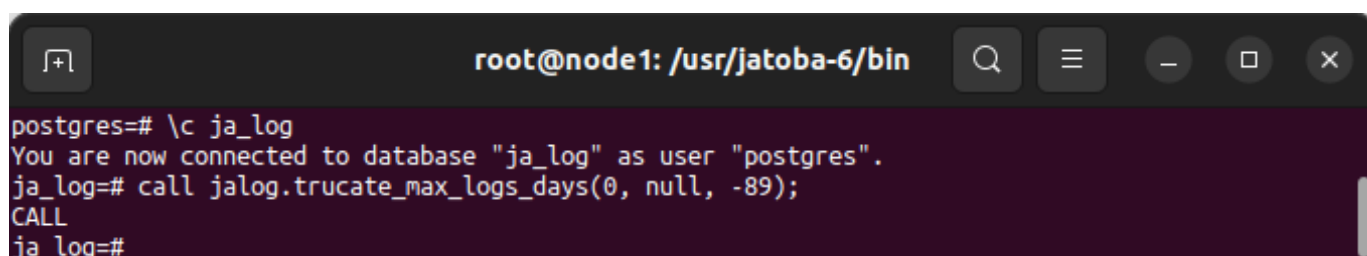 root@node1: /usr/jatoba-6/bin
postgres=# \c ja_log
You are now connected to database "ja_log" as user "postgres".
ja_log=# call jalog.trucate_max_logs_days(0, null, -89);
CALL
ja_log=#